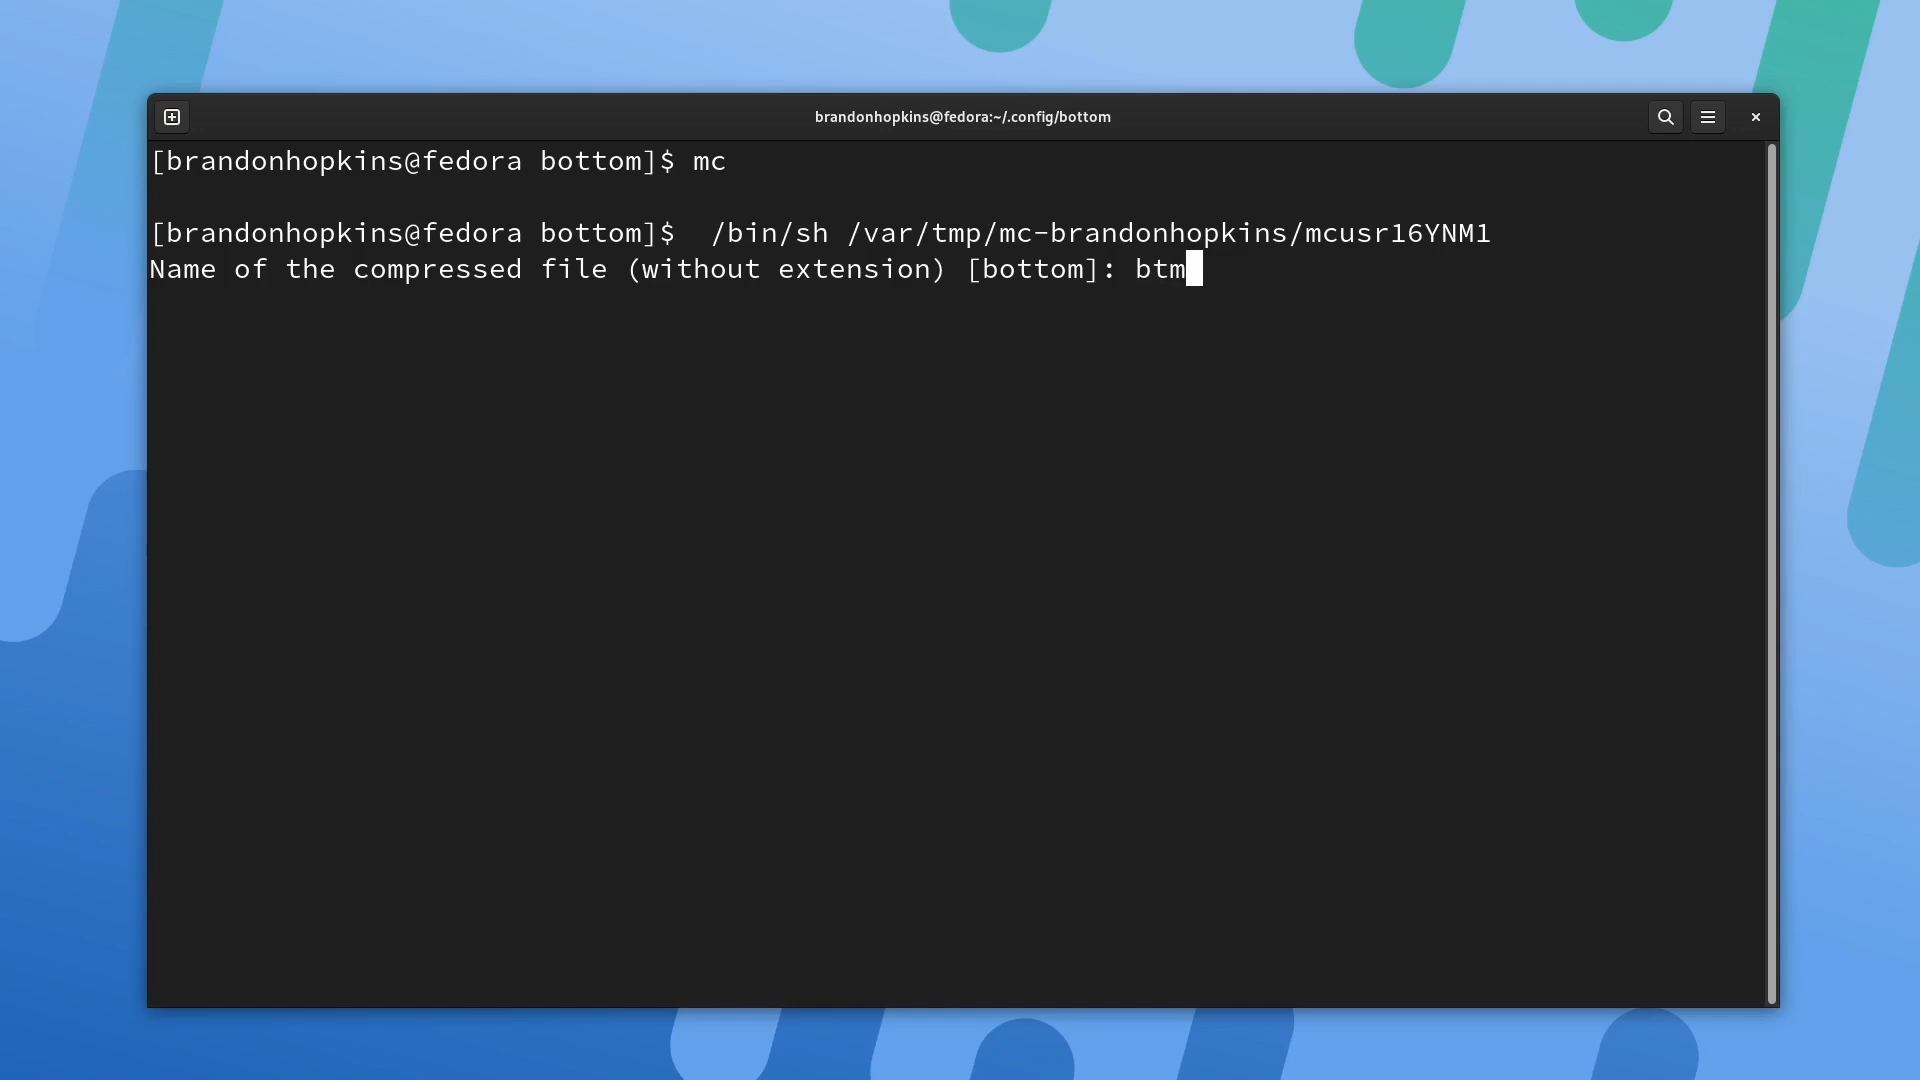 brandonhopkins@fedora:~/.config/bottom
[brandonhopkins@fedora bottom]$ mc
[brandonhopkins@fedora bottom]$  /bin/sh /var/tmp/mc-brandonhopkins/mcusr16YNM1
Name of the compressed file (without extension) [bottom]: btm